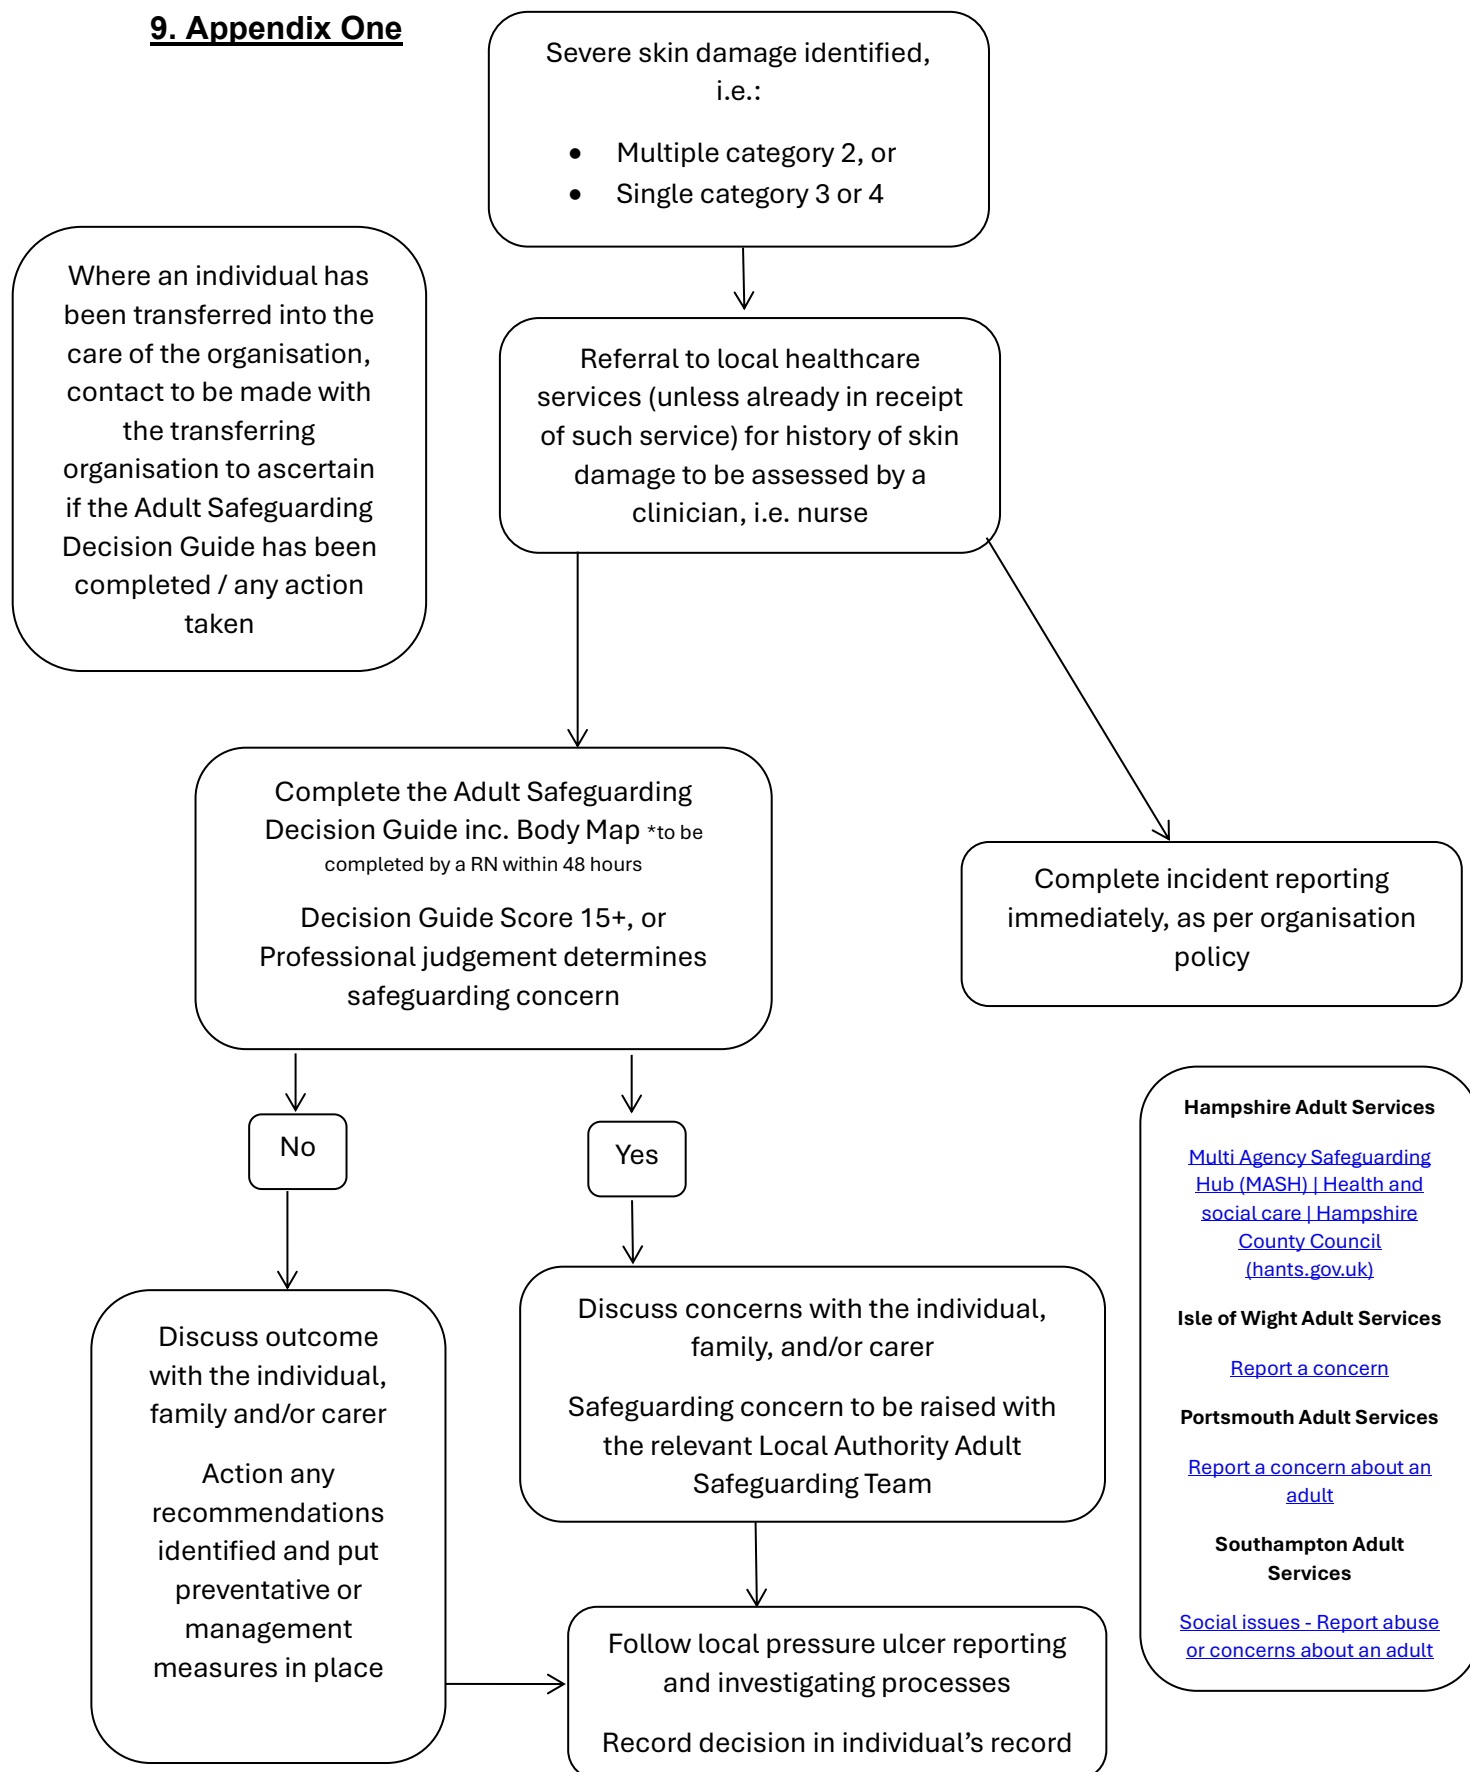 9. Appendix One
Severe skin damage identified,
i.e.:
• Multiple category 2, or
• Single category 3 or 4
Where an individual has
been transferred into the
care of the organisation,
contact to be made with
the transferring
organisation to ascertain
if the Adult Safeguarding
Decision Guide has been
completed / any action
taken
Referral to local healthcare
services (unless already in receipt
of such service) for history of skin
damage to be assessed by a
clinician, i.e. nurse
Complete the Adult Safeguarding
Decision Guide inc. Body Map *to be
completed by a RN within 48 hours
Decision Guide Score 15+, or
Professional judgement determines
safeguarding concern
Complete incident reporting
immediately, as per organisation
policy
No
Yes
Discuss outcome
with the individual,
family and/or carer
Action any
recommendations
identified and put
preventative or
management
measures in place
Discuss concerns with the individual,
family, and/or carer
Safeguarding concern to be raised with
the relevant Local Authority Adult
Safeguarding Team
Follow local pressure ulcer reporting
and investigating processes
Record decision in individual’s record
Hampshire Adult Services
Multi Agency Safeguarding
Hub (MASH) | Health and
social care | Hampshire
County Council
(hants.gov.uk)
Isle of Wight Adult Services
Report a concern
Portsmouth Adult Services
Report a concern about an
adult
Southampton Adult
Services
Social issues - Report abuse
or concerns about an adult